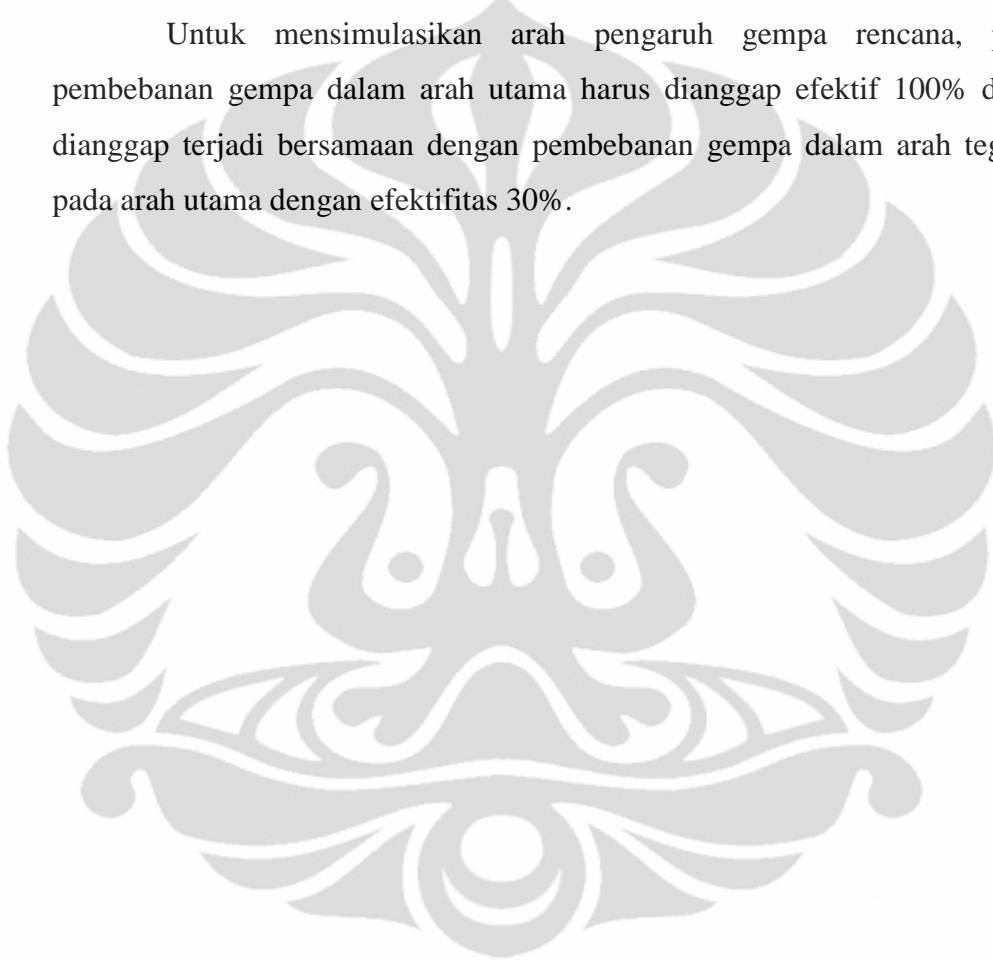 Untuk mensimulasikan arah pengaruh gempa rencana,
pembebanan gempa dalam arah utama harus dianggap efektif 100%
dianggap terjadi bersamaan dengan pembebanan gempa dalam arah
pada arah utama dengan efektifitas 30%.